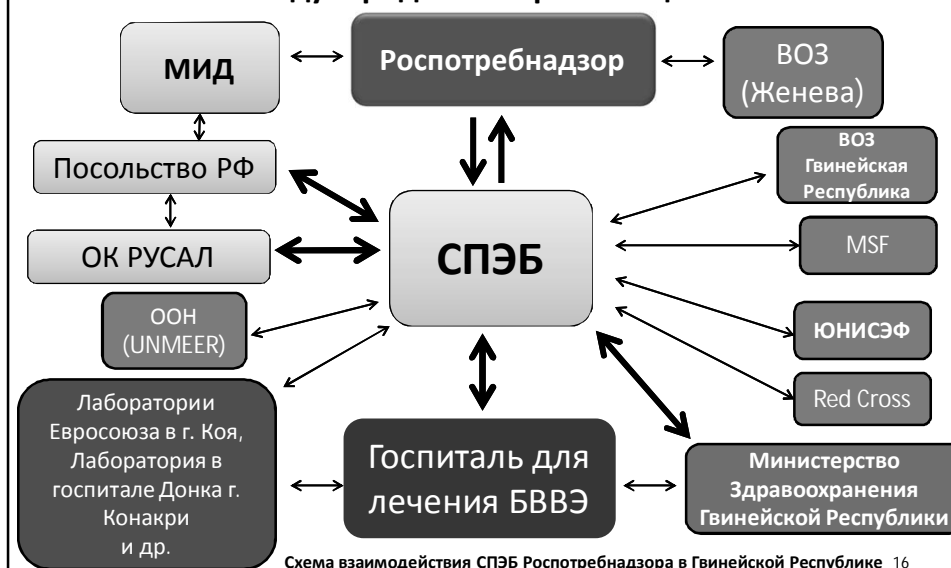 МИД
Роспотребнадзор
ВОЗ
(Женева)
Посольство РФ
ВОЗ
Гвинейская
Республика
СПЭБ
MSF
ОК РУСАЛ
ООН
(UNMEER)
ЮНИСЭФ
Red Cross
Лаборатории
Евросоюза в г. Коя,
Лаборатория в
госпитале Донка г.
Конакри
и др.
Госпиталь для
лечения БВВЭ
Министерство
Здравоохранения
Гвинейской Республики
Схема взаимодействия СПЭБ Роспотребнадзора в Гвинейской Республике 16